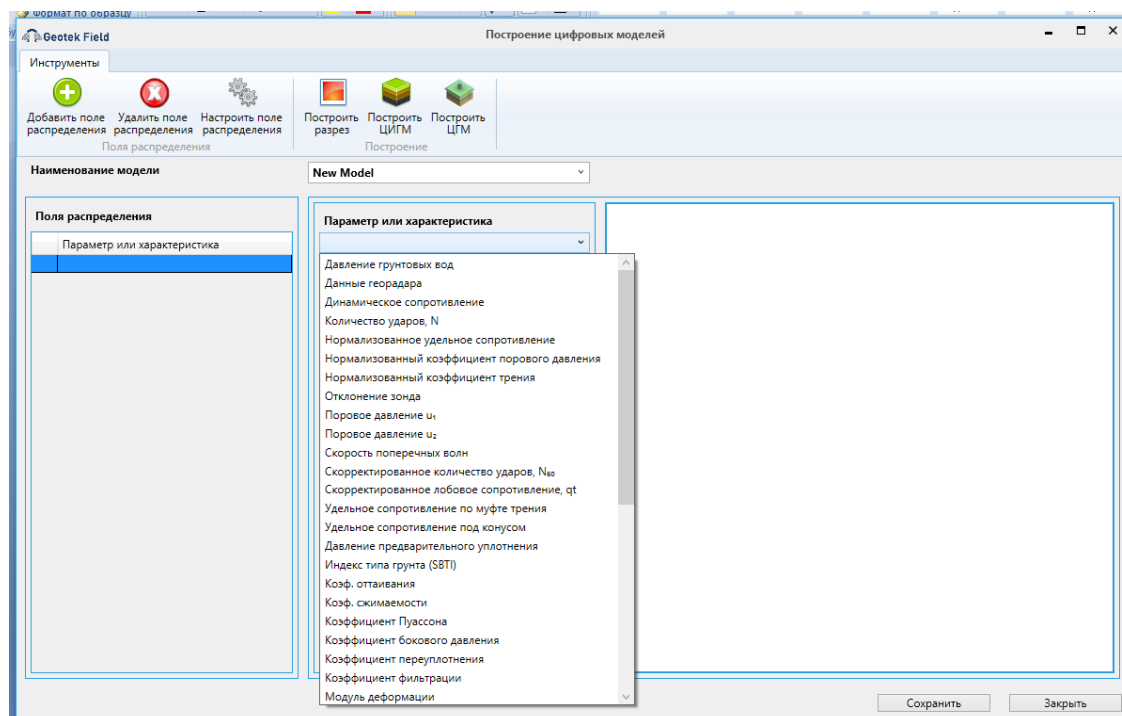 Формат по образцу
Geotek Field
Построение цифровых моделей
Инструменты
Добавить поле распределения
Удалить поле распределения
Настроить поле распределения
Поля распределения
Построить разрез
Построить ЦИГМ
Построить ЦГМ
Построение
Наименование модели
New Model
Поля распределения
Параметр или характеристика
Параметр или характеристика
Давление грунтовых вод
Данные георадара
Динамическое сопротивление
Количество ударов, N
Нормализованное удельное сопротивление
Нормализованный коэффициент порового давления
Нормализованный коэффициент трения
Отклонение зонда
Поровое давление u₁
Поровое давление u₂
Скорость поперечных волн
Скорректированное количество ударов, N₆₀
Скорректированное лобовое сопротивление, qt
Удельное сопротивление по муфте трения
Удельное сопротивление под конусом
Давление предварительного уплотнения
Индекс типа грунта (SBTI)
Коэф. оттаивания
Коэф. сжимаемости
Коэффициент Пуассона
Коэффициент бокового давления
Коэффициент переуплотнения
Коэффициент фильтрации
Модуль деформации
Сохранить
Закрыть